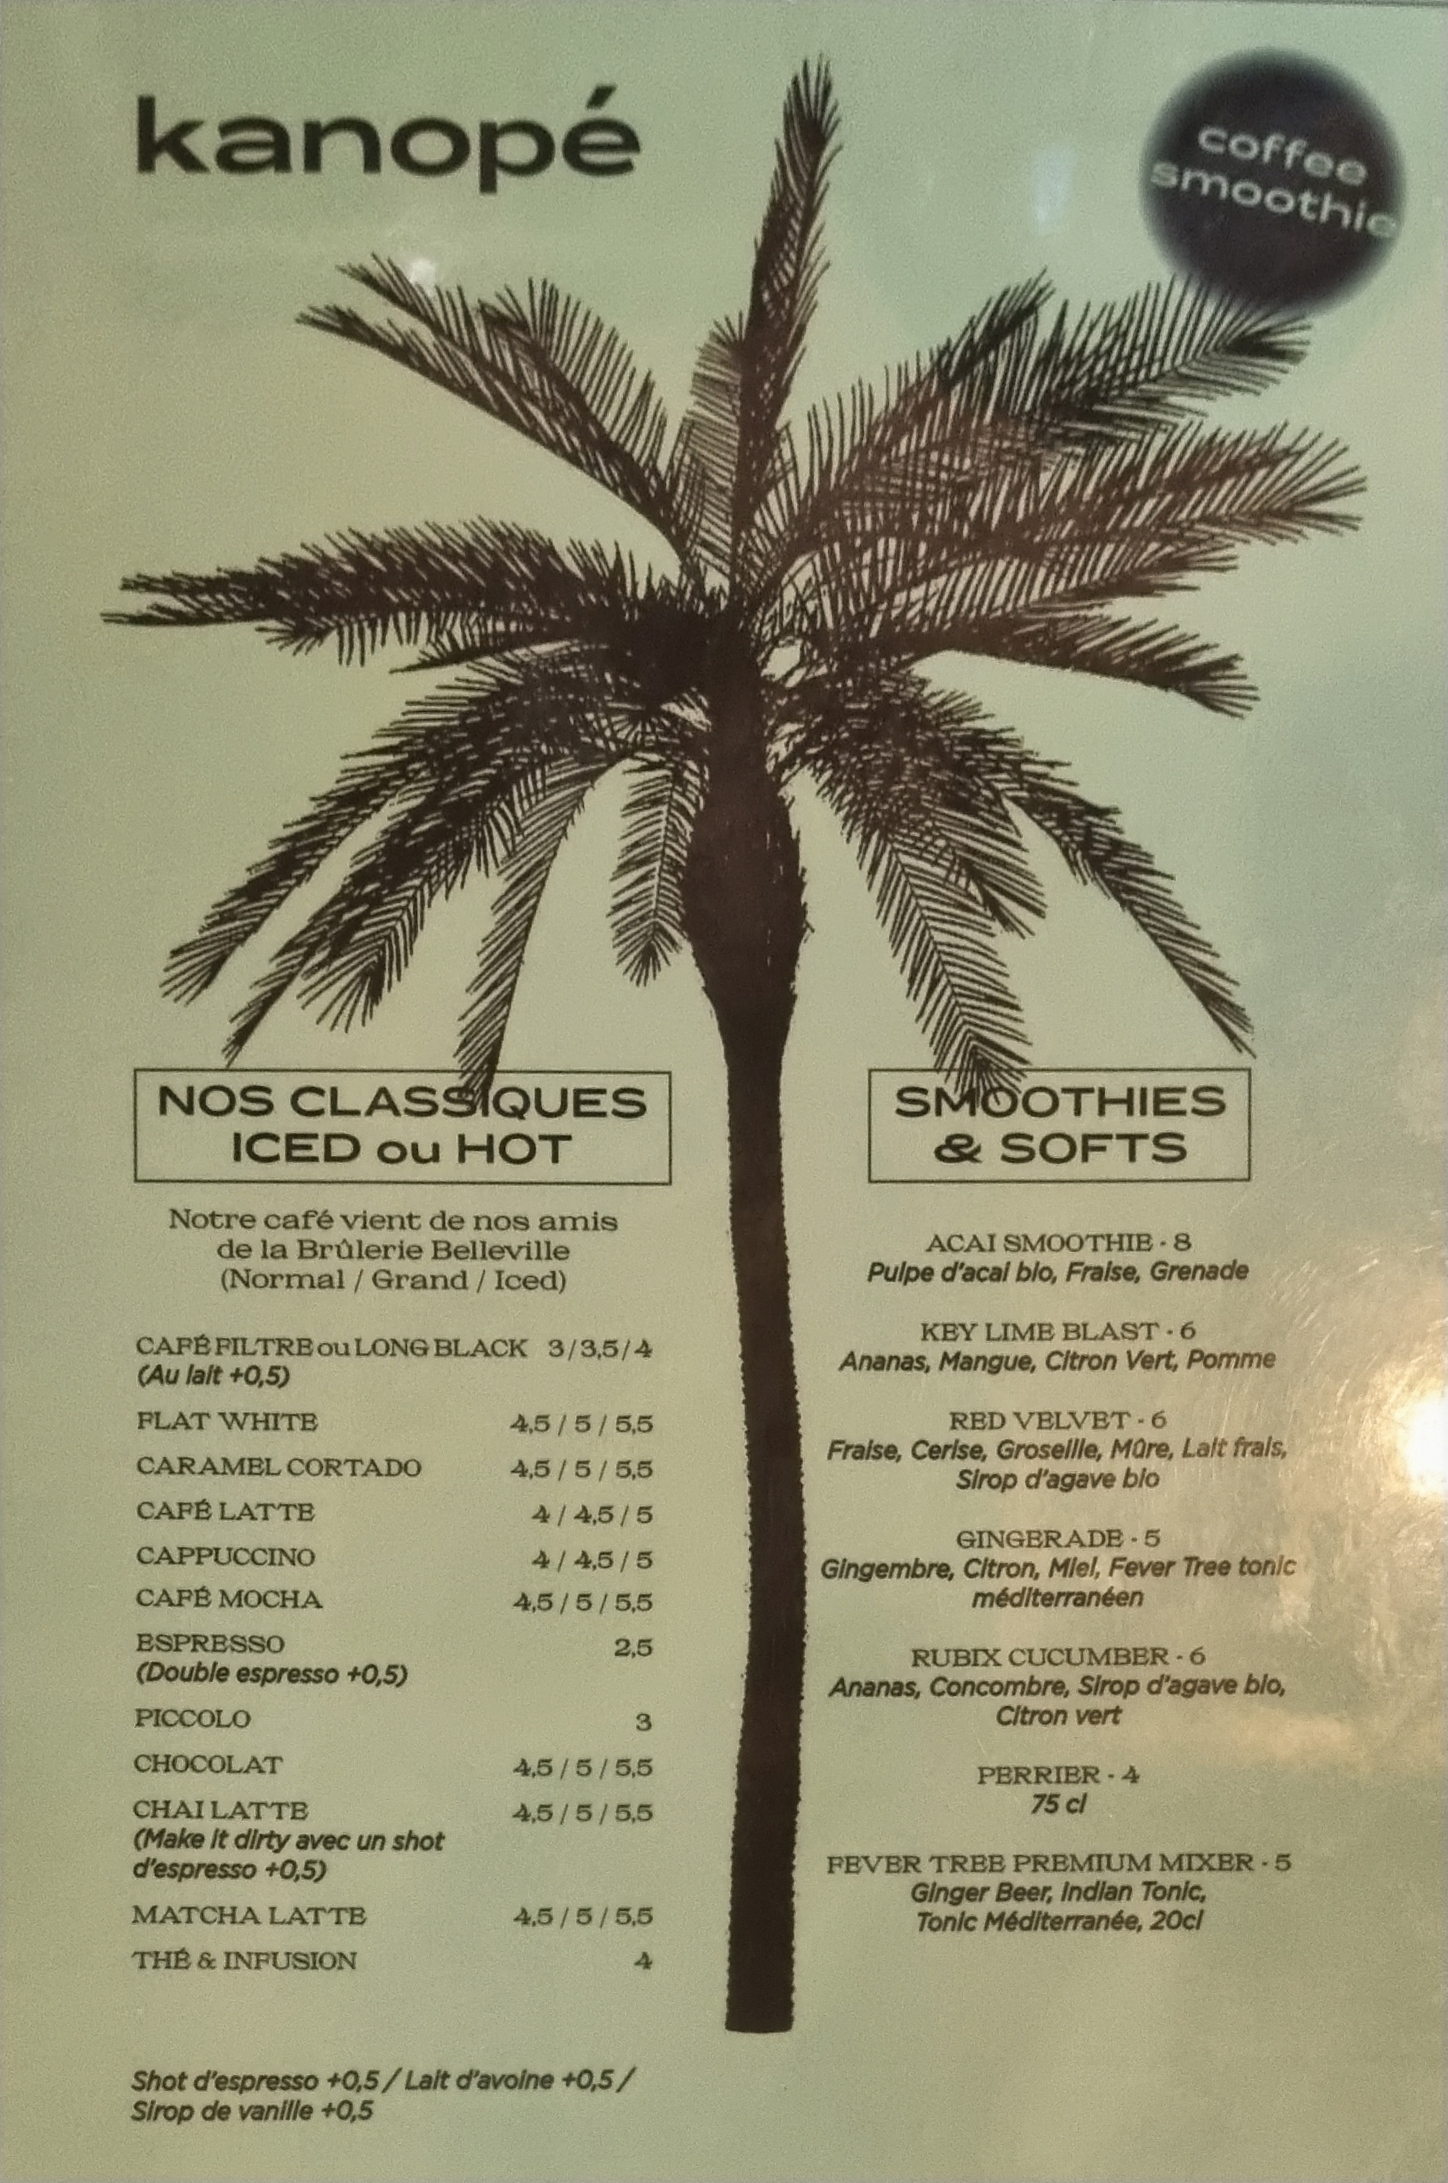 kanopé
coffee
smoothie
NOS CLASSIQUES
ICED ou HOT
Notre café vient de nos amis
de la Brûlerie Belleville
(Normal / Grand / Iced)
CAFÉ FILTRE ou LONG BLACK 3 / 3,5 / 4
(Au lait +0,5)
FLAT WHITE 4,5 / 5 / 5,5
CARAMEL CORTADO 4,5 / 5 / 5,5
CAFÉ LATTE 4 / 4,5 / 5
CAPPUCCINO 4 / 4,5 / 5
CAFÉ MOCHA 4,5 / 5 / 5,5
ESPRESSO 2,5
(Double espresso +0,5)
PICCOLO 3
CHOCOLAT 4,5 / 5 / 5,5
CHAI LATTE 4,5 / 5 / 5,5
(Make it dirty avec un shot
d'espresso +0,5)
MATCHA LATTE 4,5 / 5 / 5,5
THÉ & INFUSION 4
Shot d'espresso +0,5 / Lait d'avoine +0,5 /
Sirop de vanille +0,5
SMOOTHIES
& SOFTS
ACAI SMOOTHIE - 8
Pulpe d'acai bio, Fraise, Grenade
KEY LIME BLAST - 6
Ananas, Mangue, Citron Vert, Pomme
RED VELVET - 6
Fraise, Cerise, Groseille, Mûre, Lait frais,
Sirop d'agave bio
GINGERADE - 5
Gingembre, Citron, Miel, Fever Tree tonic
méditerranéen
RUBIX CUCUMBER - 6
Ananas, Concombre, Sirop d'agave bio,
Citron vert
PERRIER - 4
75 cl
FEVER TREE PREMIUM MIXER - 5
Ginger Beer, Indian Tonic,
Tonic Méditerranée, 20cl